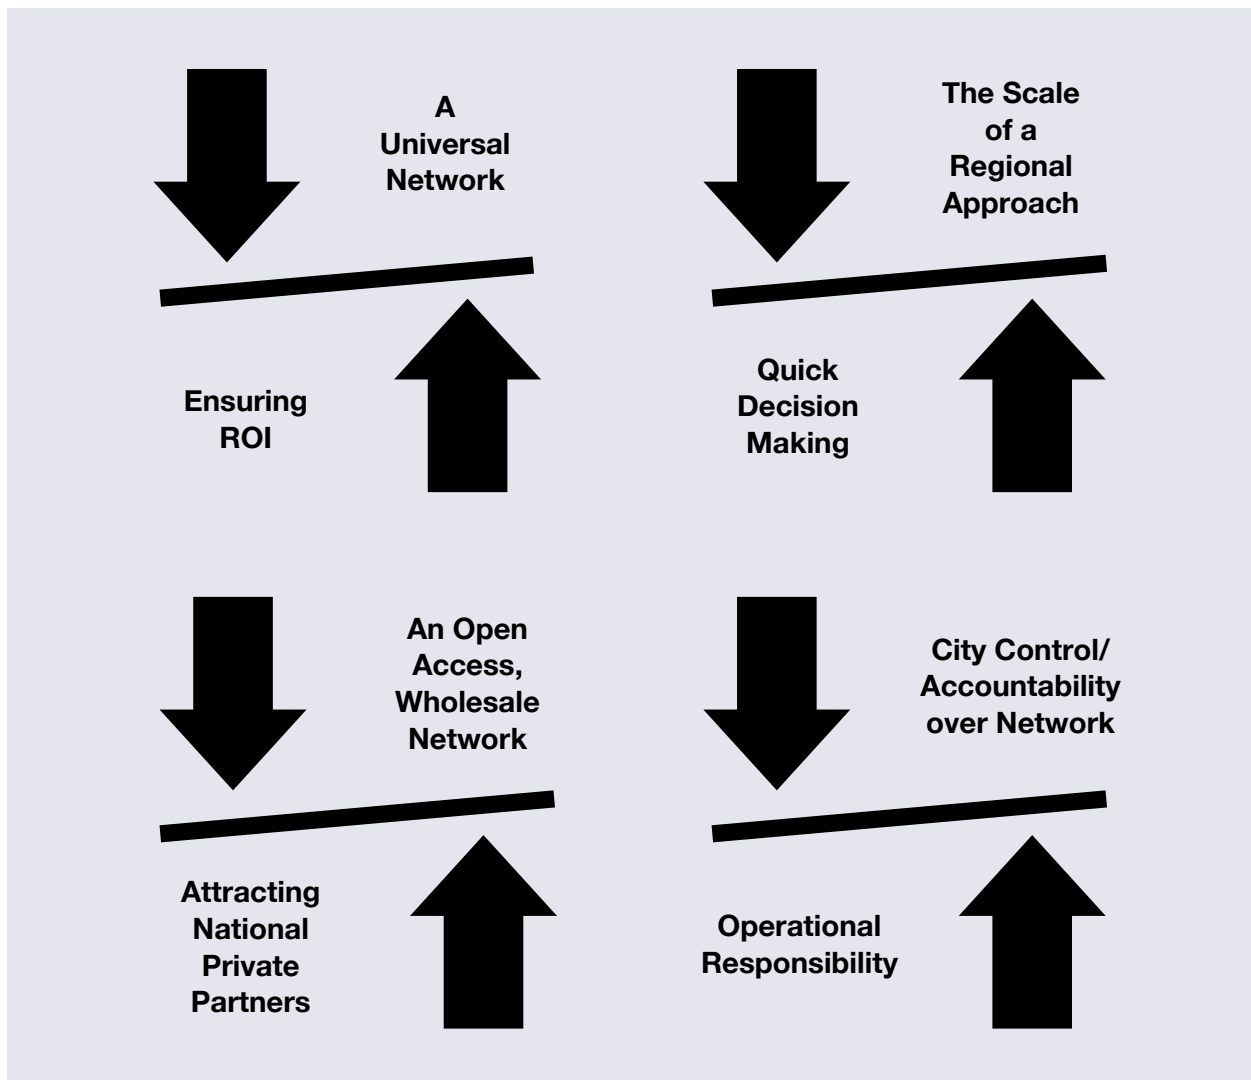 A
Universal
Network
Ensuring
ROI
The Scale
of a
Regional
Approach
Quick
Decision
Making
An Open
Access,
Wholesale
Network
Attracting
National
Private
Partners
City Control/
Accountability
over Network
Operational
Responsibility